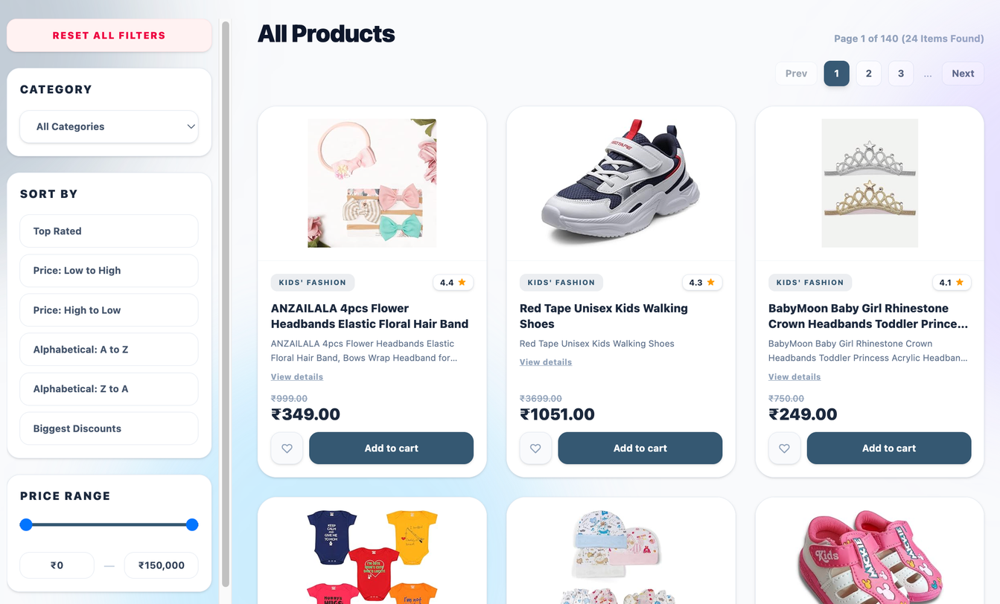 RESET ALL FILTERS
CATEGORY
All Categories
SORT BY
Top Rated
Price: Low to High
Price: High to Low
Alphabetical: A to Z
Alphabetical: Z to A
Biggest Discounts
PRICE RANGE
₹0
—
₹150,000
All Products
Page 1 of 140 (24 Items Found)
Prev
1
2
3
...
Next
KIDS' FASHION
4.4
ANZAILALA 4pcs Flower
Headbands Elastic Floral Hair Band
ANZAILALA 4pcs Flower Headbands Elastic
Floral Hair Band, Bows Wrap Headband for...
View details
₹999.00
₹349.00
Add to cart
REDTAPE
KIDS' FASHION
4.3
Red Tape Unisex Kids Walking
Shoes
Red Tape Unisex Kids Walking Shoes
View details
₹3699.00
₹1051.00
Add to cart
KIDS' FASHION
4.1
BabyMoon Baby Girl Rhinestone
Crown Headbands Toddler Prince...
BabyMoon Baby Girl Rhinestone Crown
Headbands Toddler Princess Acrylic Headban...
View details
₹750.00
₹249.00
Add to cart
KEEP
CALM
AND
GIVE ME
TO MOM
I'm not
Kids